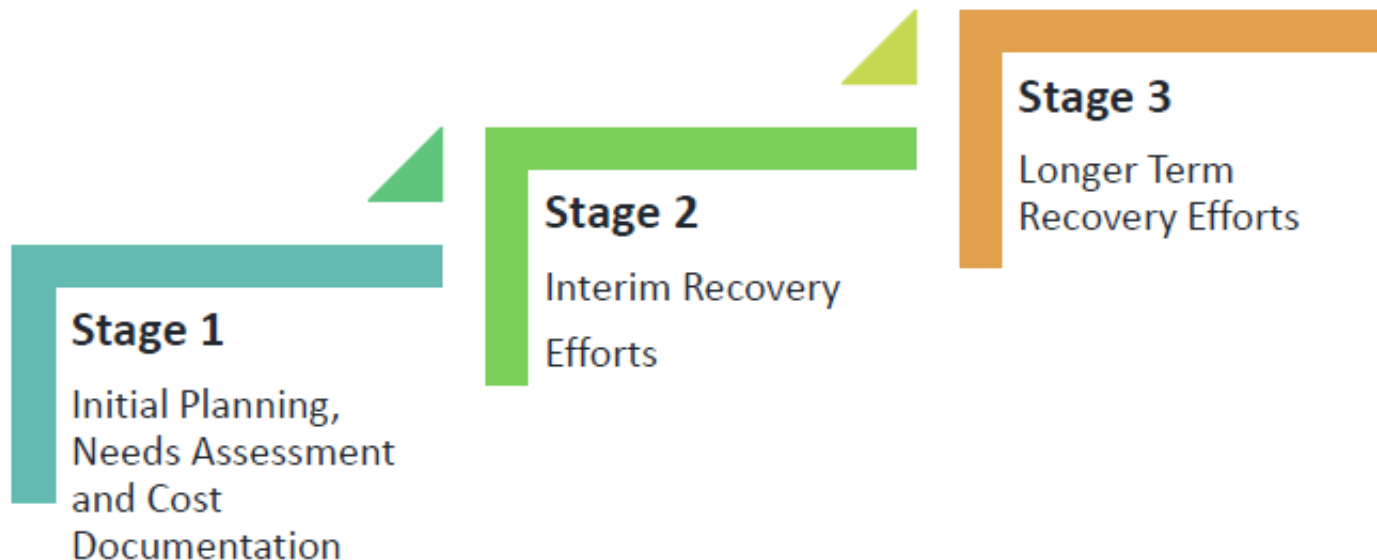 Stage 1
Initial Planning,
Needs Assessment
and Cost
Documentation
Stage 2
Interim Recovery
Efforts
Stage 3
Longer Term
Recovery Efforts